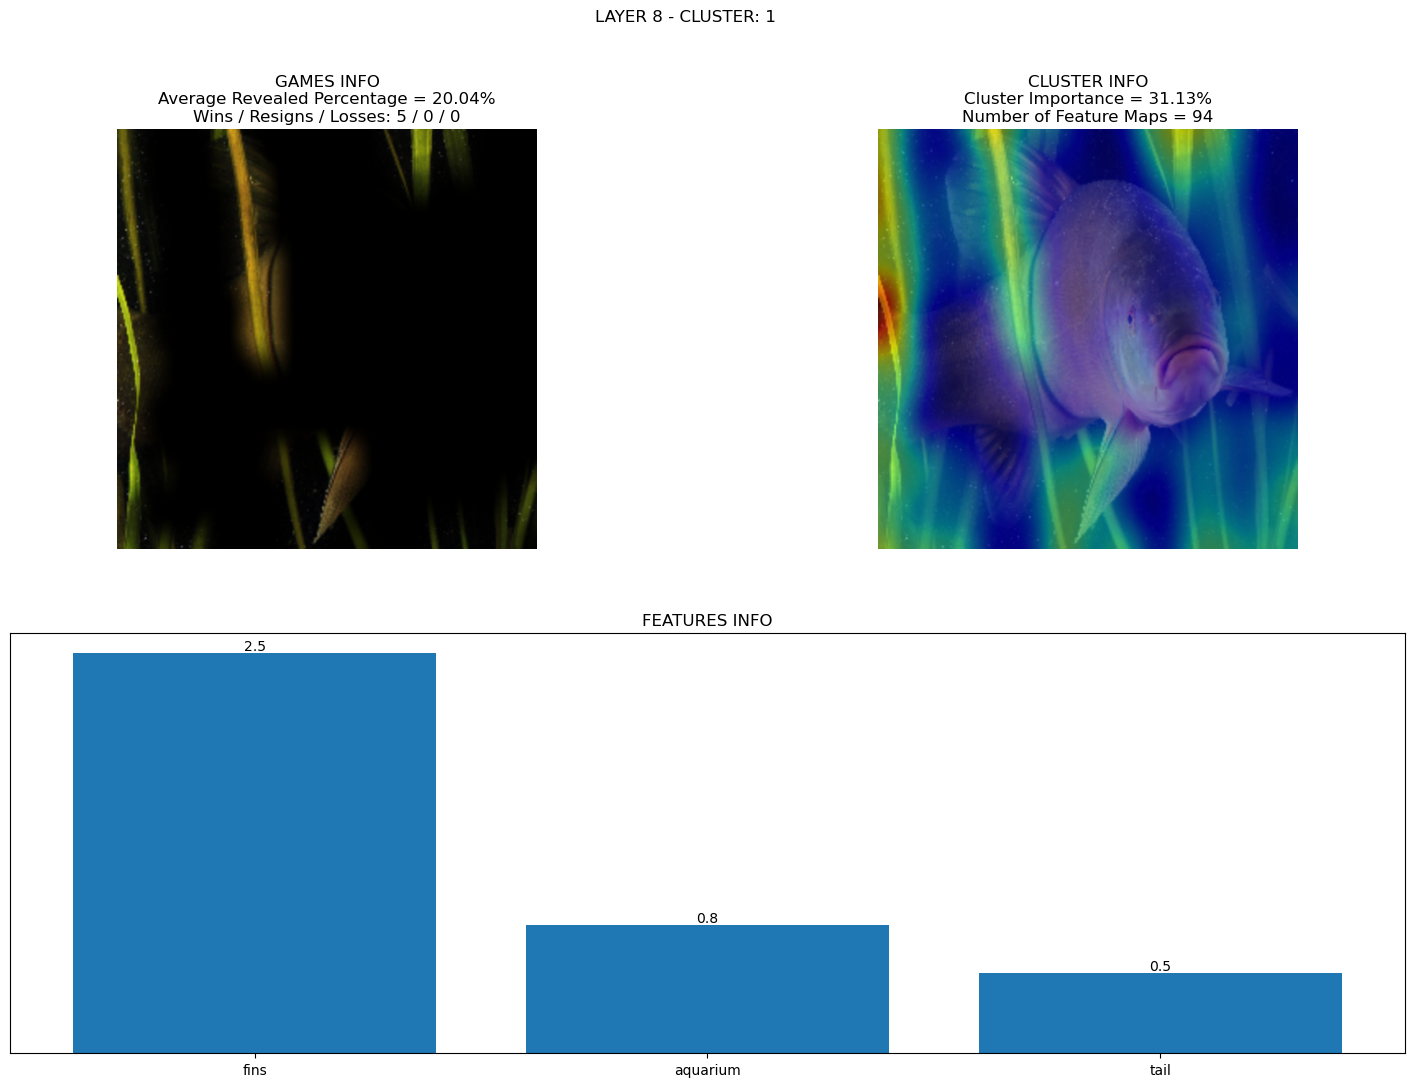 LAYER 8 - CLUSTER: 1
GAMES INFO
Average Revealed Percentage = 20.04%
Wins / Resigns / Losses: 5 / 0 / 0
CLUSTER INFO
Cluster Importance = 31.13%
Number of Feature Maps = 94
FEATURES INFO
2.5
0.8
0.5
fins
aquarium
tail